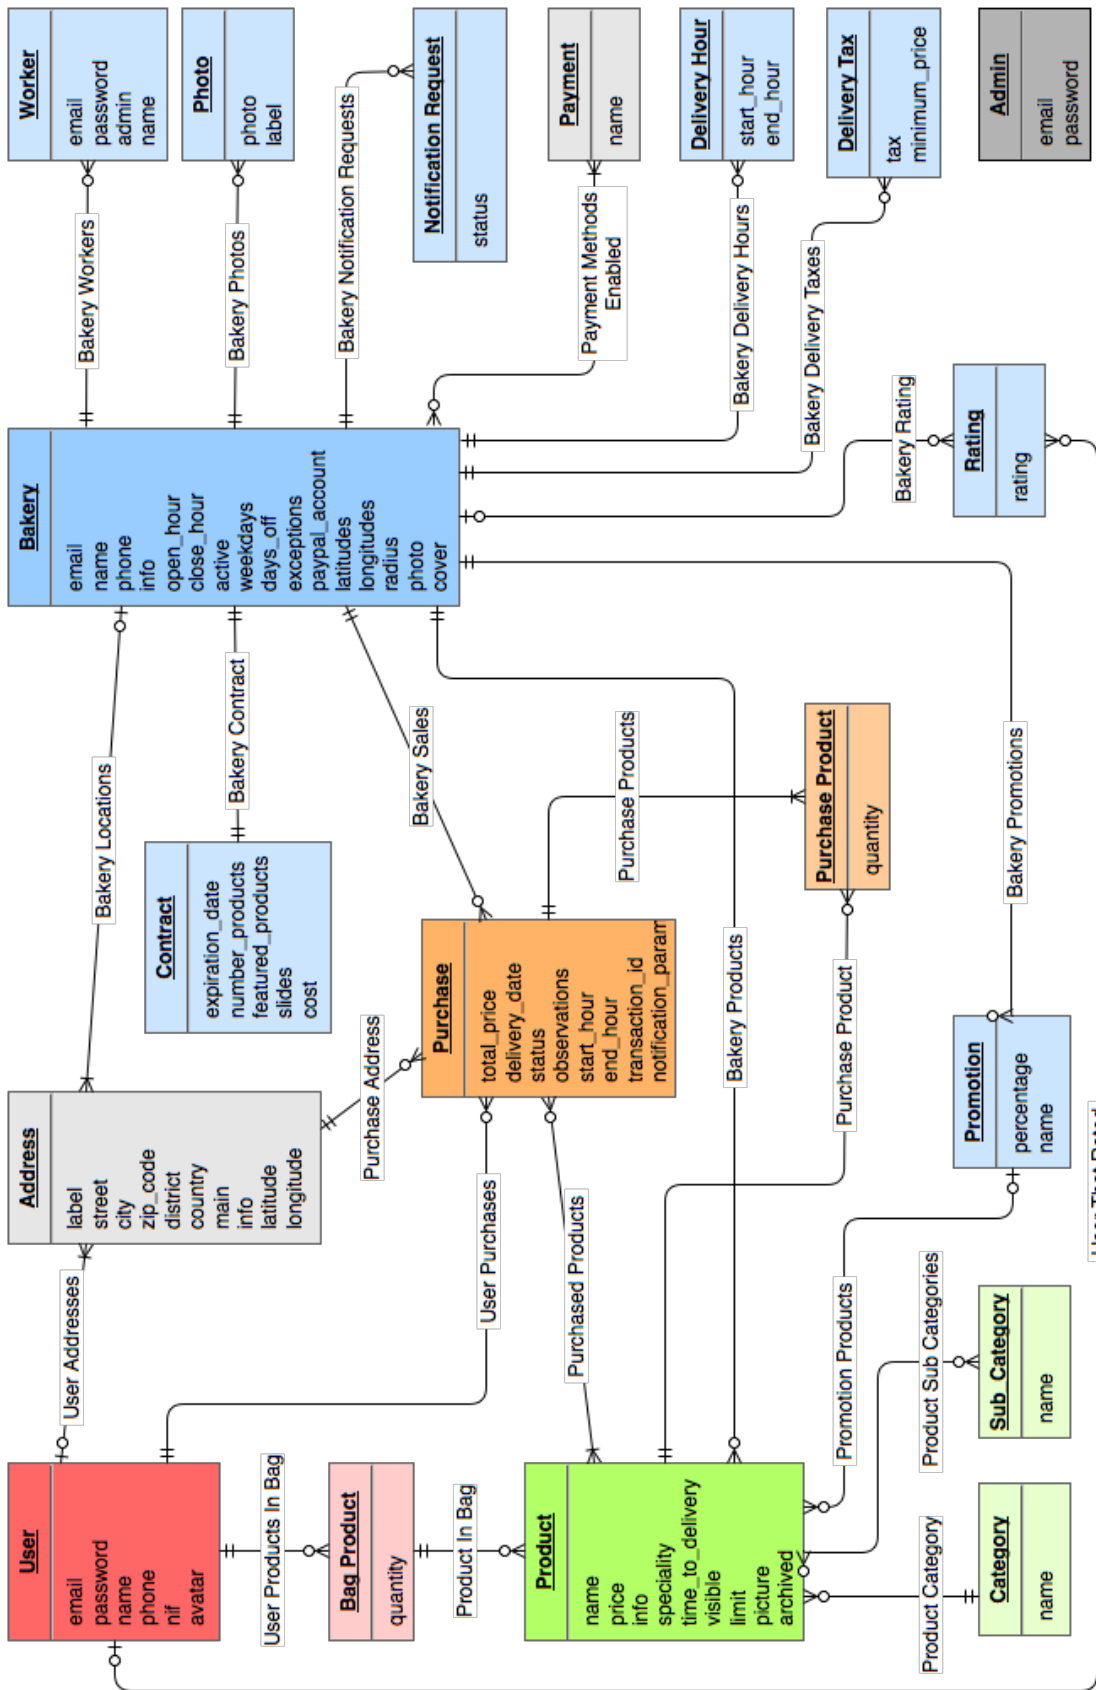 User
email
password
name
phone
nif
avatar
User Addresses
Address
label
street
city
zip_code
district
country
main
info
latitude
longitude
Bakery Locations
Bakery
email
name
phone
info
open_hour
close_hour
active
weekdays
days_off
exceptions
paypal_account
latitudes
longitudes
radius
photo
cover
Bakery Workers
Worker
email
password
admin
name
Bakery Photos
Photo
photo
label
Bakery Notification Requests
Notification Request
status
Payment Methods
Enabled
Payment
name
Bakery Delivery Hours
Delivery Hour
start_hour
end_hour
Bakery Delivery Taxes
Delivery Tax
tax
minimum_price
Admin
email
password
Bakery Rating
Rating
rating
Bakery Contract
Contract
expiration_date
number_products
featured_products
slides
cost
Bakery Sales
Purchase Address
Purchase
total_price
delivery_date
status
observations
start_hour
end_hour
transaction_id
notification_param
User Purchases
Purchased Products
Purchase Products
Purchase Product
quantity
Purchase Product
Bakery Products
Bakery Promotions
Promotion
percentage
name
Promotion Products
User Products In Bag
Bag Product
quantity
Product In Bag
Product
name
price
info
speciality
time_to_delivery
visible
limit
picture
archived
Product Sub Categories
Sub Category
name
Product Category
Category
name
User That Rated